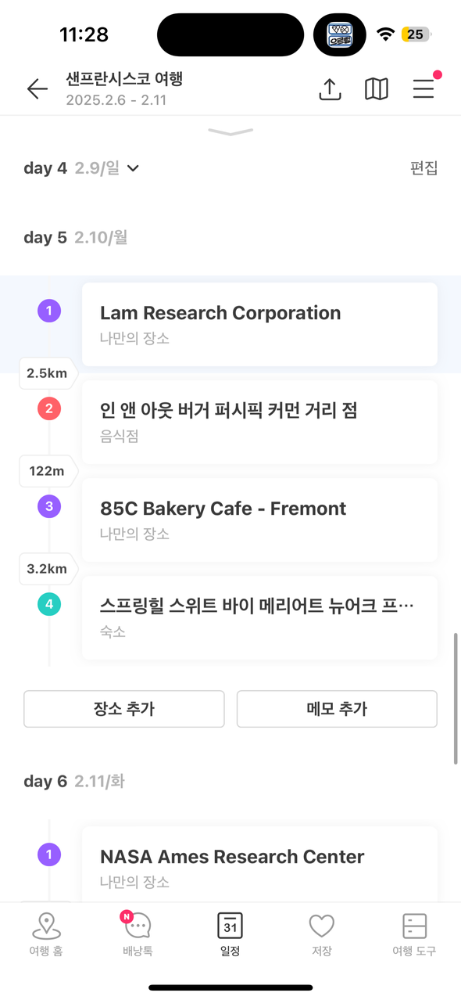 11:28
25
샌프란시스코 여행
2025.2.6 - 2.11
day 4 2.9/일
편집
day 5 2.10/월
1
Lam Research Corporation
나만의 장소
2.5km
2
인 앤 아웃 버거 퍼시픽 커먼 거리 점
음식점
122m
3
85C Bakery Cafe - Fremont
나만의 장소
3.2km
4
스프링힐 스위트 바이 메리어트 뉴어크 프…
숙소
장소 추가
메모 추가
day 6 2.11/화
1
NASA Ames Research Center
나만의 장소
N
31
여행 홈
배낭톡
일정
저장
여행 도구